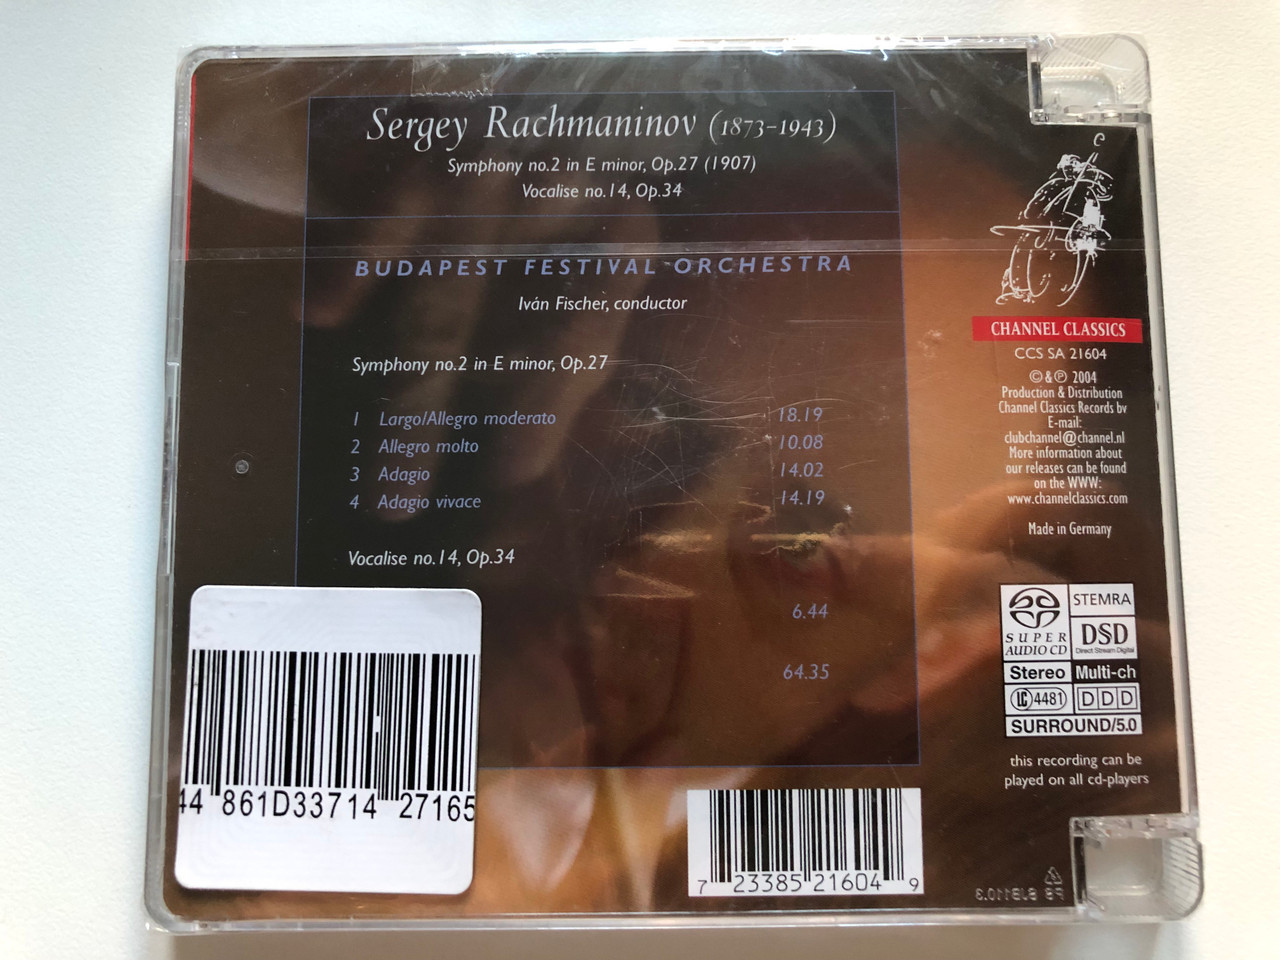 Sergey Rachmaninov (1873-1943)
Symphony no.2 in E minor, Op.27 (1907)
Vocalise no.14, Op.34
BUDAPEST FESTIVAL ORCHESTRA
Iván Fischer, conductor
Symphony no.2 in E minor, Op.27
1 Largo/Allegro moderato 18.19
2 Allegro molto 10.08
3 Adagio 14.02
4 Adagio vivace 14.19
Vocalise no.14, Op.34
6.44
64.35
44 861D33714 27165
7 23385 21604 9
CHANNEL CLASSICS
CCS SA 21604
©&℗ 2004
Production & Distribution
Channel Classics Records bv
E-mail:
clubchannel@channel.nl
More information about
our releases can be found
on the WWW:
www.channelclassics.com
Made in Germany
SUPER AUDIO CD
STEMRA
DSD
Direct Stream Digital
Stereo Multi-ch
LC 4481 DDD
SURROUND/5.0
this recording can be
played on all cd-players